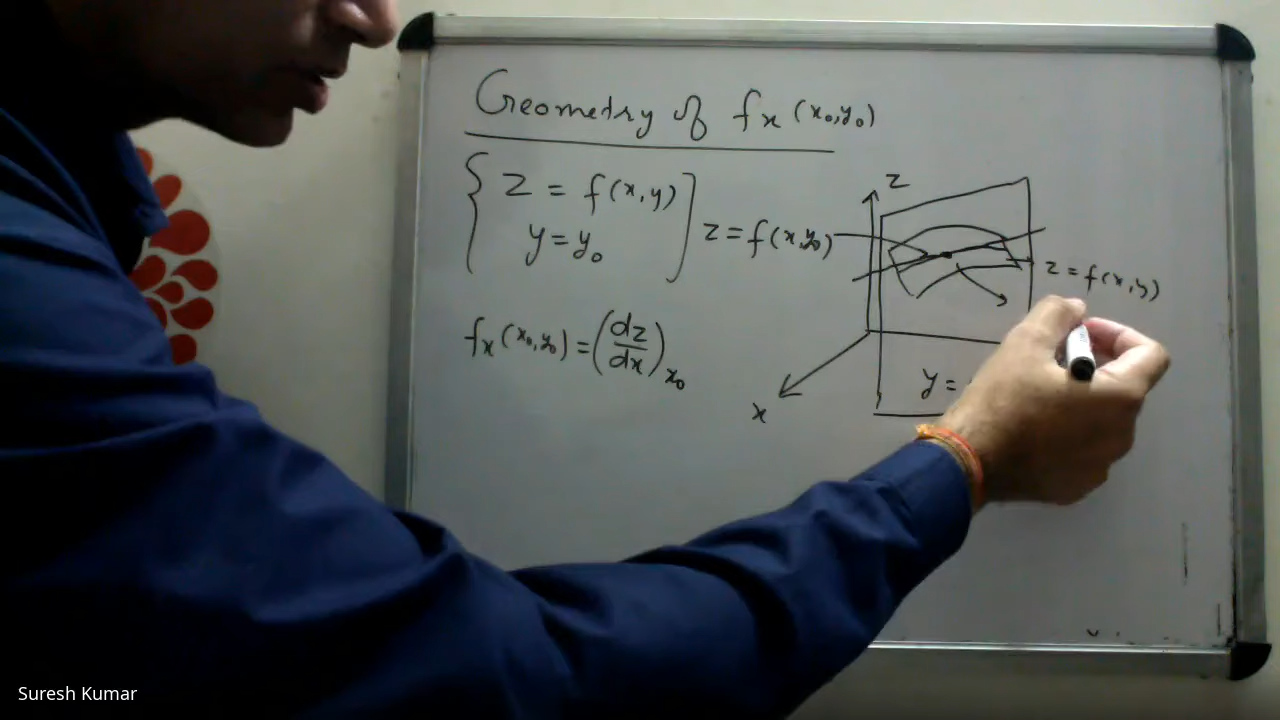 Geometry of fx (x₀,y₀)
{ z = f(x,y)
y = y₀ ] z = f(x,y₀)
fx (x₀,y₀) = (dz/dx)x₀
z
z = f(x,y)
y =
x
Suresh Kumar